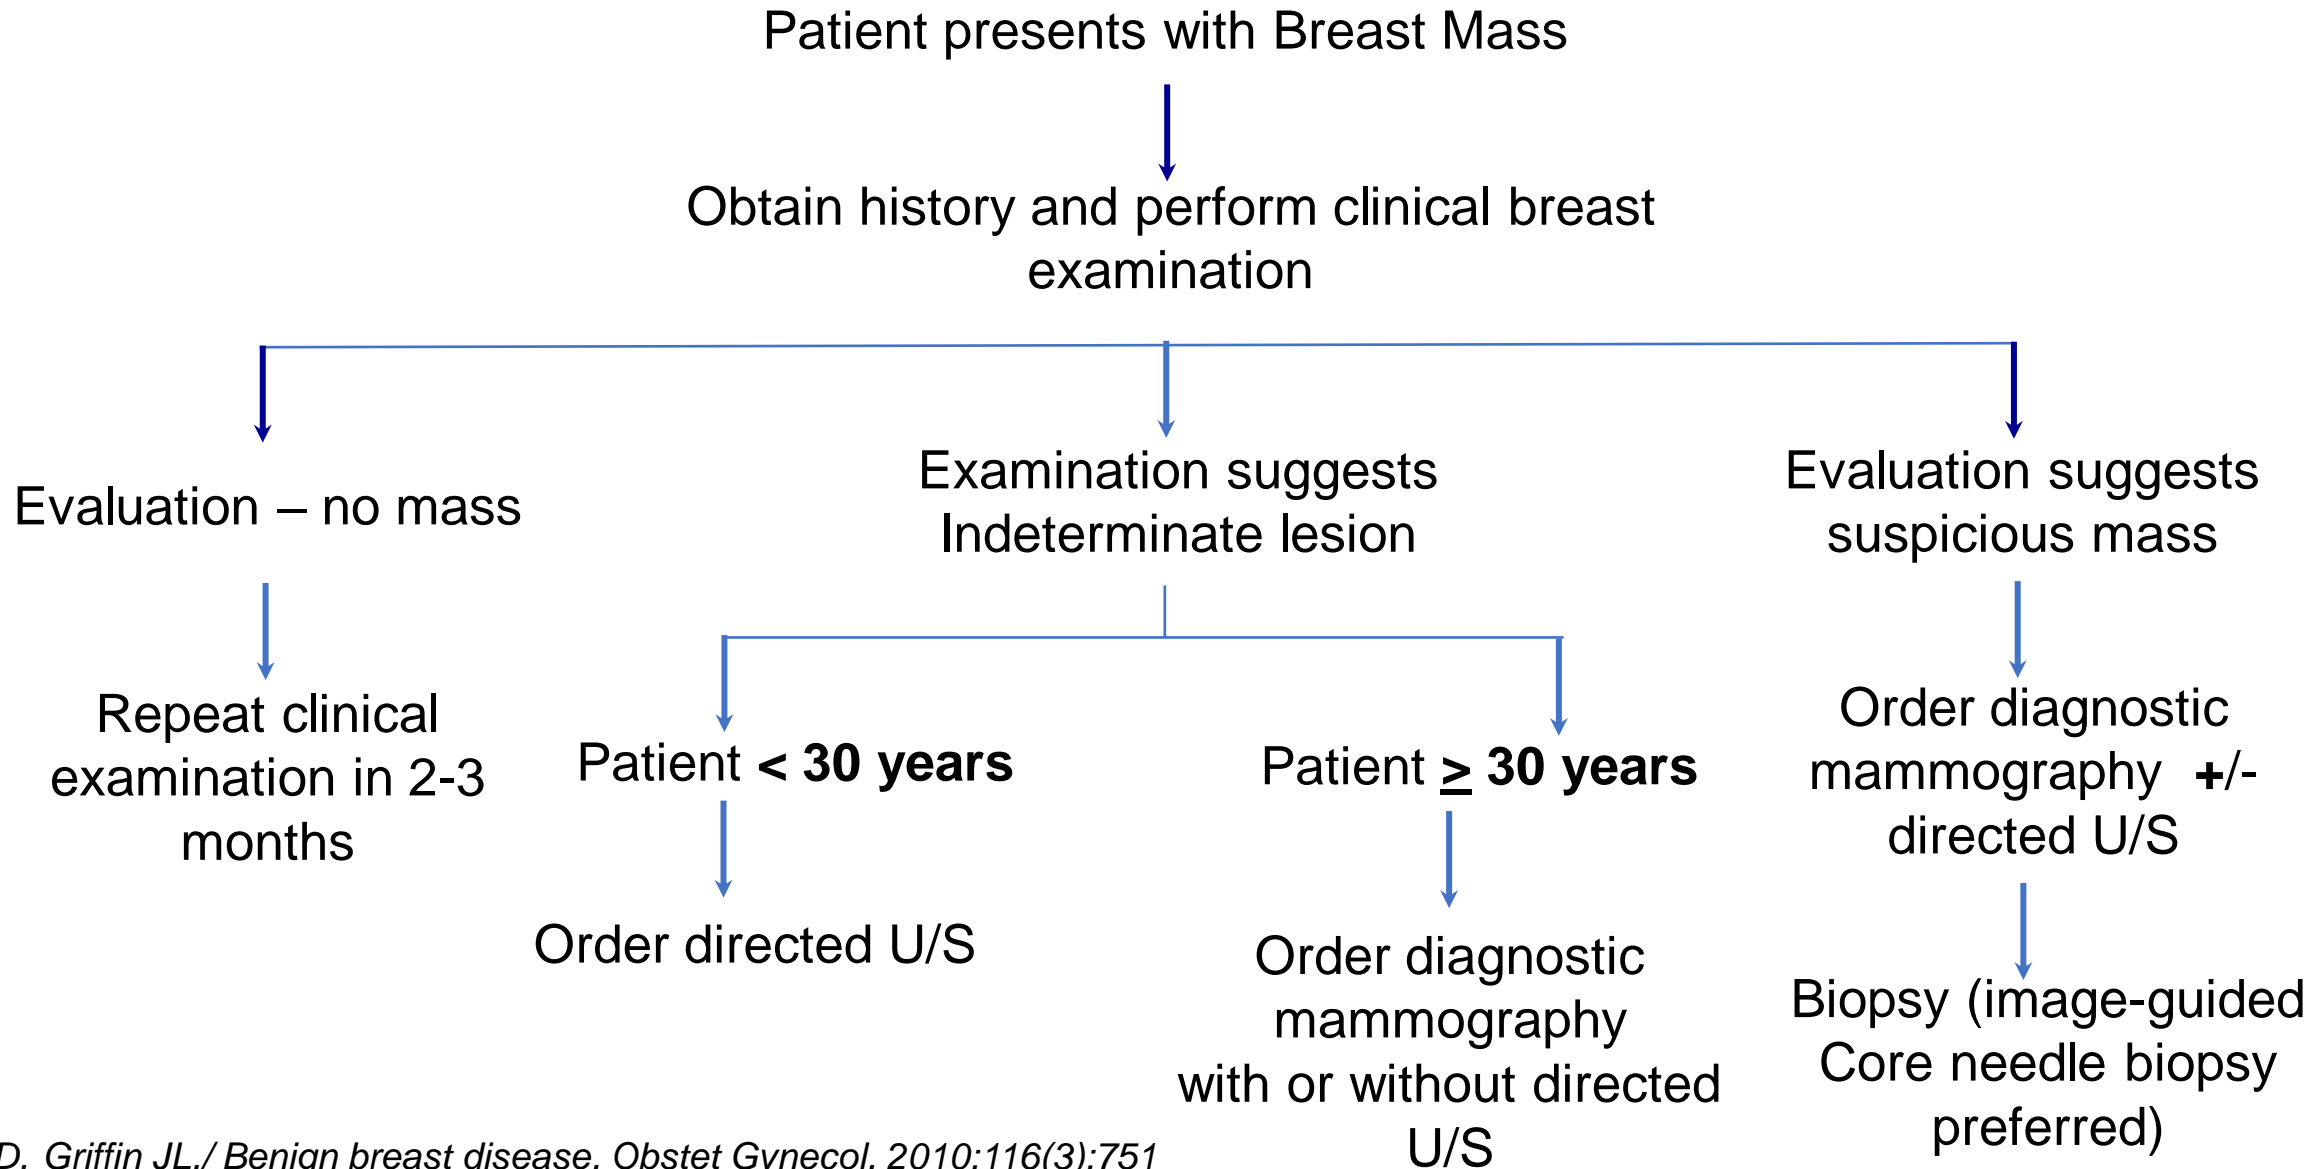 Patient presents with Breast Mass
Obtain history and perform clinical breast
examination
Evaluation – no mass
Repeat clinical
examination in 2-3
months
Examination suggests
Indeterminate lesion
Patient < 30 years
Order directed U/S
Patient ≥ 30 years
Order diagnostic
mammography
with or without directed
U/S
Evaluation suggests
suspicious mass
Order diagnostic
mammography +/-
directed U/S
Biopsy (image-guided
Core needle biopsy
preferred)
D, Griffin JL./ Benign breast disease. Obstet Gynecol. 2010;116(3):751